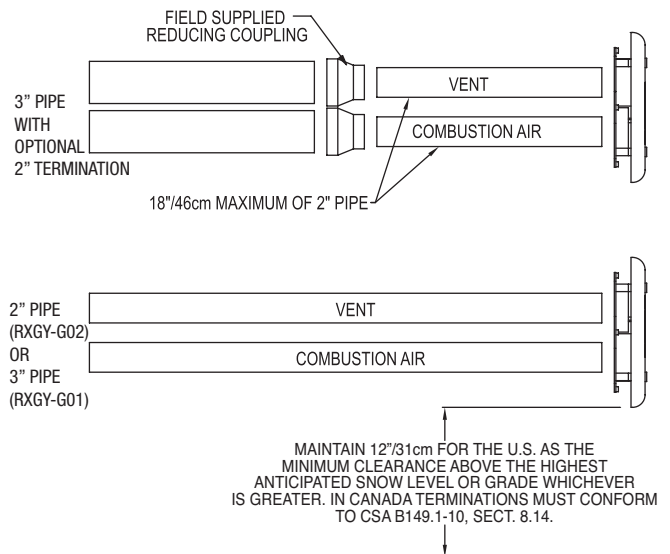 FIELD SUPPLIED
REDUCING COUPLING
3” PIPE
WITH
OPTIONAL
2” TERMINATION
VENT
COMBUSTION AIR
18"/46cm MAXIMUM OF 2" PIPE
2” PIPE
(RXGY-G02)
OR
3” PIPE
(RXGY-G01)
VENT
COMBUSTION AIR
MAINTAIN 12”/31cm FOR THE U.S. AS THE
MINIMUM CLEARANCE ABOVE THE HIGHEST
ANTICIPATED SNOW LEVEL OR GRADE WHICHEVER
IS GREATER. IN CANADA TERMINATIONS MUST CONFORM
TO CSA B149.1-10, SECT. 8.14.